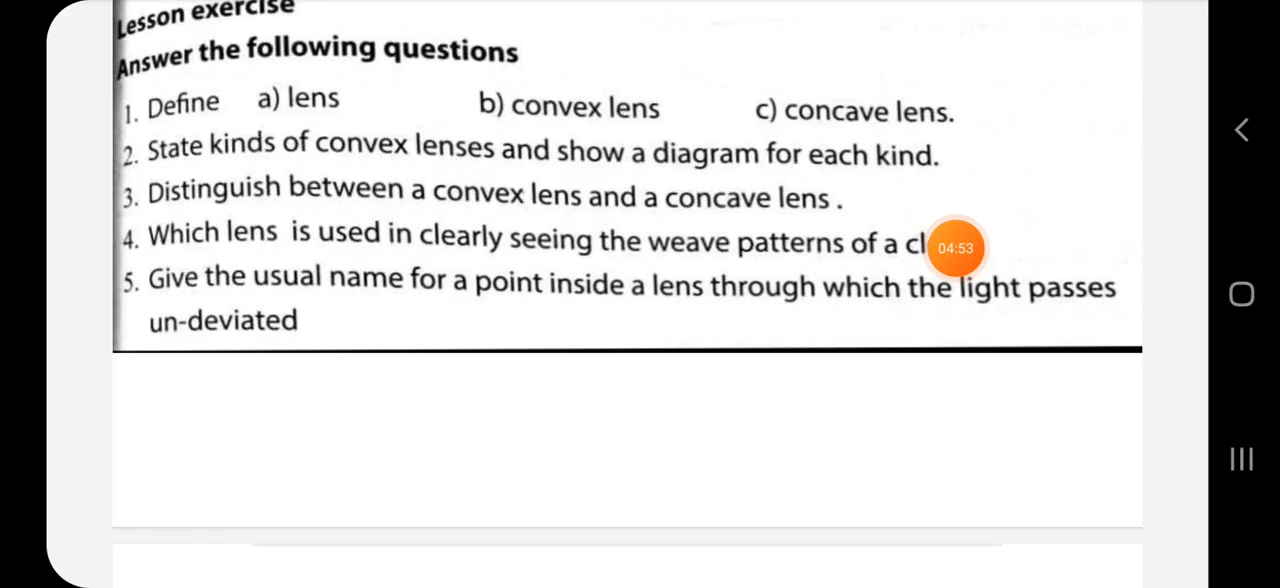 Lesson exercise
Answer the following questions
1. Define a) lens b) convex lens c) concave lens.
2. State kinds of convex lenses and show a diagram for each kind.
3. Distinguish between a convex lens and a concave lens .
4. Which lens is used in clearly seeing the weave patterns of a
04:53
5. Give the usual name for a point inside a lens through which the light passes
un-deviated